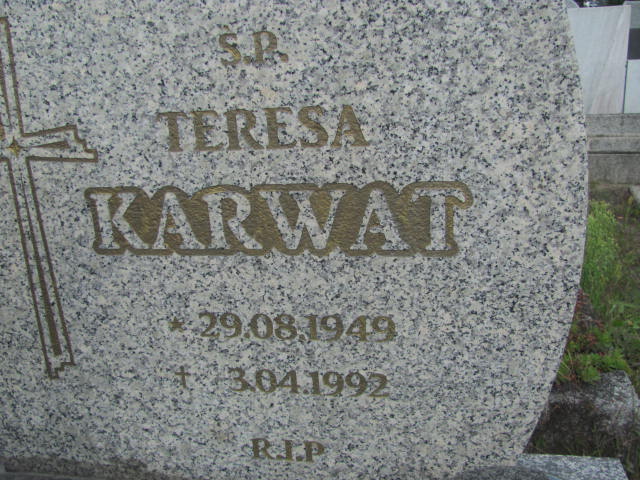 Ś.P.
TERESA
KARWAT
* 29.08.1949
† 3.04.1992
R.I.P